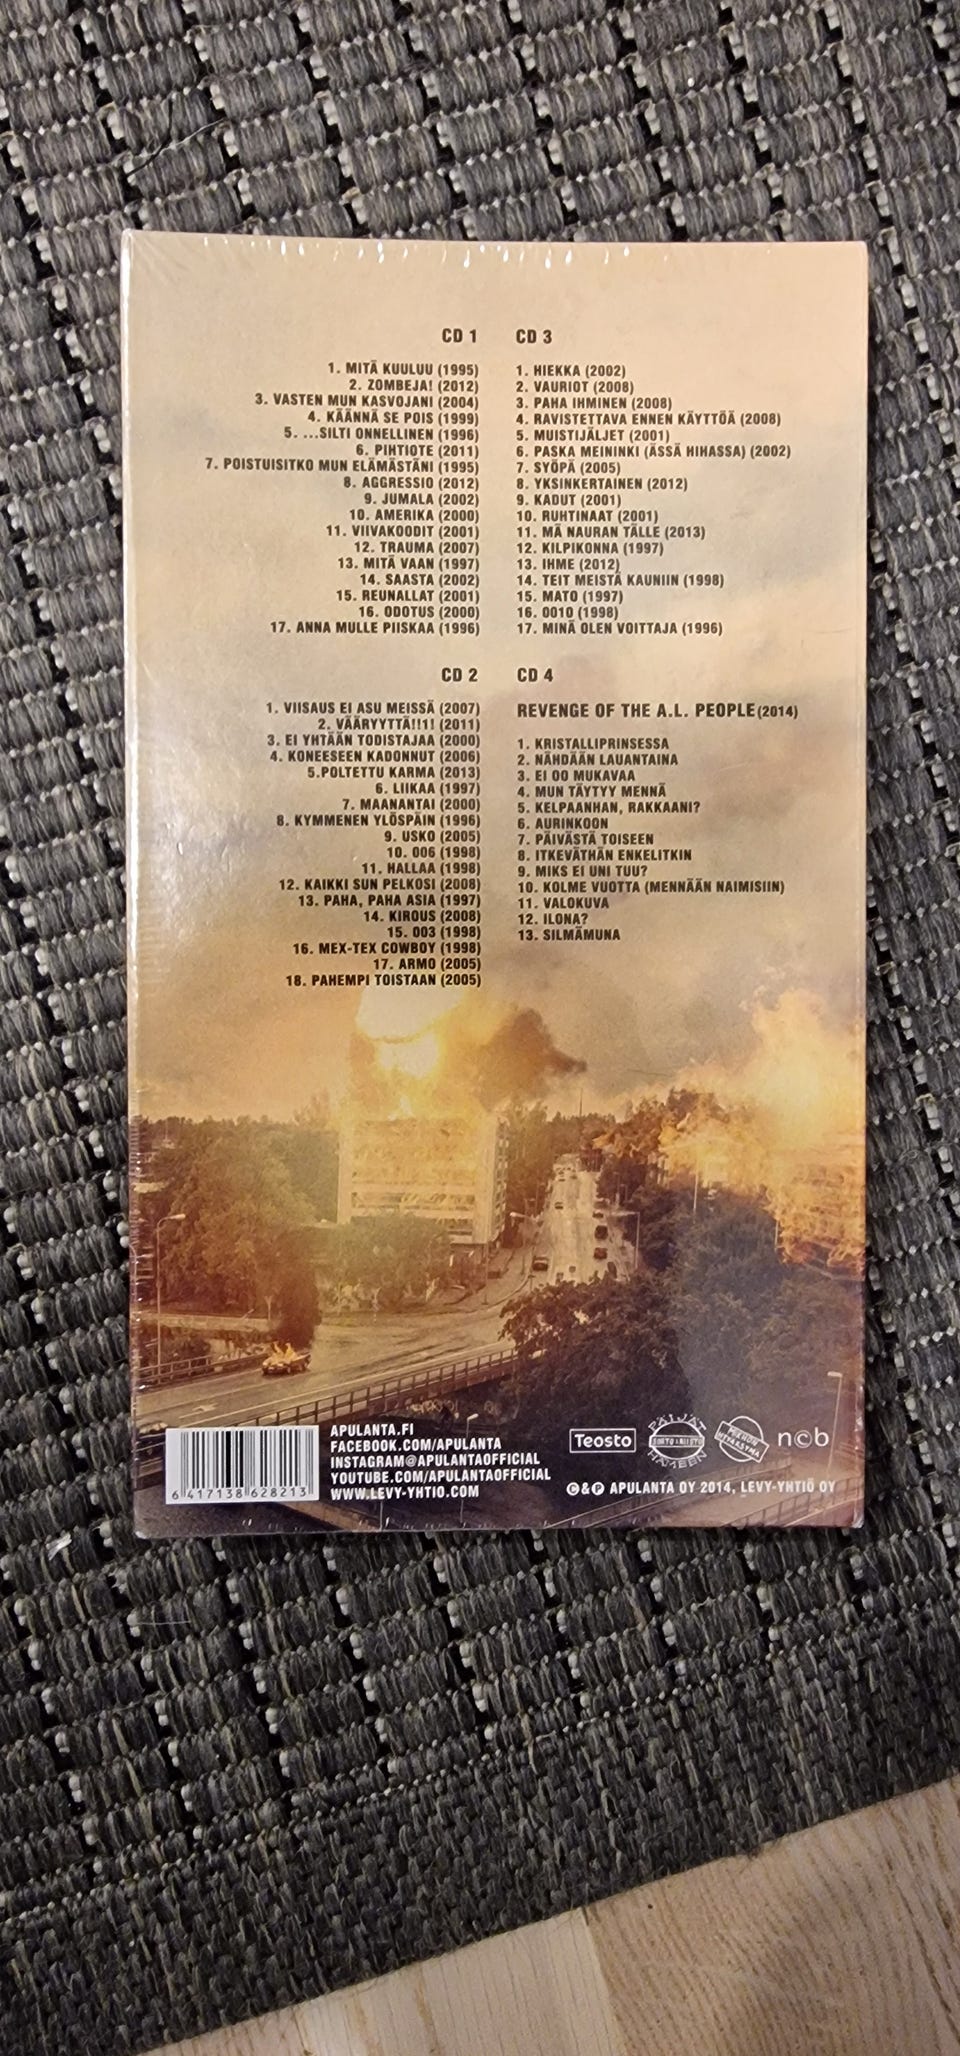 CD 1
1. MITÄ KUULUU (1995)
2. ZOMBEJA! (2012)
3. VASTEN MUN KASVOJANI (2004)
4. KÄÄNNÄ SE POIS (1999)
5. ...SILTI ONNELLINEN (1996)
6. PIHTIOTE (2011)
7. POISTUISITKO MUN ELÄMÄSTÄNI (1995)
8. AGGRESSIO (2012)
9. JUMALA (2002)
10. AMERIKA (2000)
11. VIIVAKOODIT (2001)
12. TRAUMA (2007)
13. MITÄ VAAN (1997)
14. SAASTA (2002)
15. REUNALLAT (2001)
16. ODOTUS (2000)
17. ANNA MULLE PIISKAA (1996)
CD 2
1. VIISAUS EI ASU MEISSÄ (2007)
2. VÄÄRYYTTÄ!!1! (2011)
3. EI YHTÄÄN TODISTAJAA (2000)
4. KONEESEEN KADONNUT (2006)
5.POLTETTU KARMA (2013)
6. LIIKAA (1997)
7. MAANANTAI (2000)
8. KYMMENEN YLÖSPÄIN (1996)
9. USKO (2005)
10. 006 (1998)
11. HALLAA (1998)
12. KAIKKI SUN PELKOSI (2008)
13. PAHA, PAHA ASIA (1997)
14. KIROUS (2008)
15. 003 (1998)
16. MEX-TEX COWBOY (1998)
17. ARMO (2005)
18. PAHEMPI TOISTAAN (2005)
CD 3
1. HIEKKA (2002)
2. VAURIOT (2008)
3. PAHA IHMINEN (2008)
4. RAVISTETTAVA ENNEN KÄYTTÖÄ (2008)
5. MUISTIJÄLJET (2001)
6. PASKA MEININKI (ÄSSÄ HIHASSA) (2002)
7. SYÖPÄ (2005)
8. YKSINKERTAINEN (2012)
9. KADUT (2001)
10. RUHTINAAT (2001)
11. MÄ NAURAN TÄLLE (2013)
12. KILPIKONNA (1997)
13. IHME (2012)
14. TEIT MEISTÄ KAUNIIN (1998)
15. MATO (1997)
16. 0010 (1998)
17. MINÄ OLEN VOITTAJA (1996)
CD 4
REVENGE OF THE A.L. PEOPLE(2014)
1. KRISTALLIPRINSESSA
2. NÄHDÄÄN LAUANTAINA
3. EI OO MUKAVAA
4. MUN TÄYTYY MENNÄ
5. KELPAANHAN, RAKKAANI?
6. AURINKOON
7. PÄIVÄSTÄ TOISEEN
8. ITKEVÄTHÄN ENKELITKIN
9. MIKS EI UNI TUU?
10. KOLME VUOTTA (MENNÄÄN NAIMISIIN)
11. VALOKUVA
12. ILONA?
13. SILMÄMUNA
6 417138 628213
APULANTA.FI
FACEBOOK.COM/APULANTA
INSTAGRAM@APULANTAOFFICIAL
YOUTUBE.COM/APULANTAOFFICIAL
WWW.LEVY-YHTIO.COM
Teosto
PÄIJÄT
SORTO & RIISTO
HÄMEEN
ncb
©&℗ APULANTA OY 2014, LEVY-YHTIÖ OY